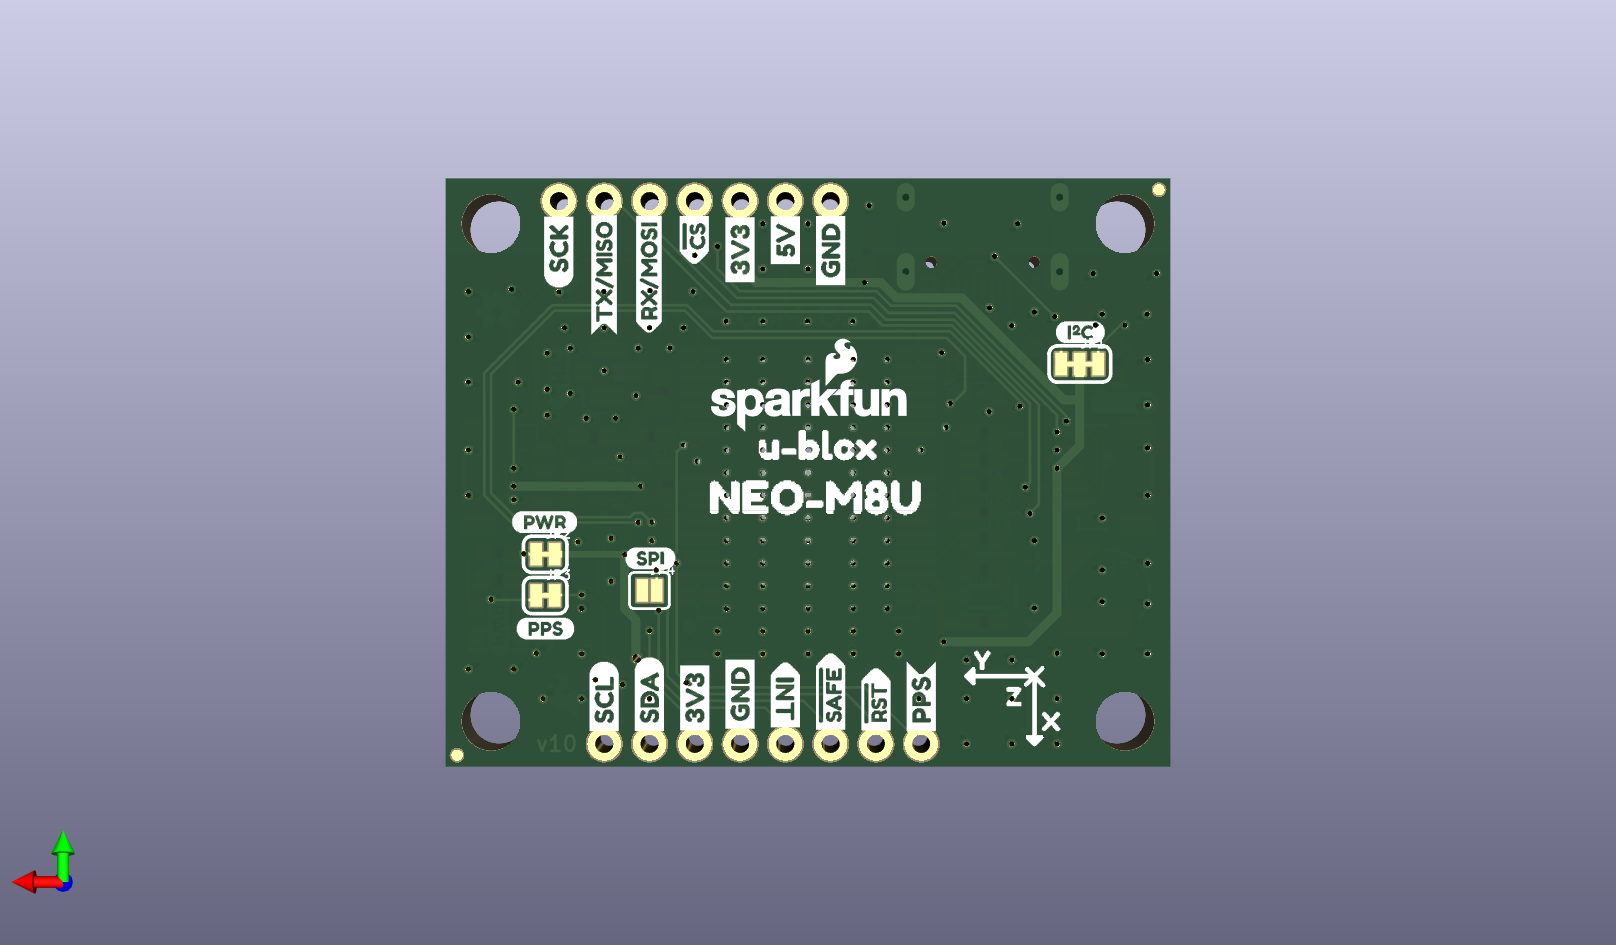 SCK
TX/MISO
RX/MOSI
CS
3V3
5V
GND
I²C
sparkfun
u-blox
NEO-M8U
PWR
SPI
PPS
SCL
SDA
3V3
GND
INT
SAFE
RST
PPS
Y
Z
X
v10